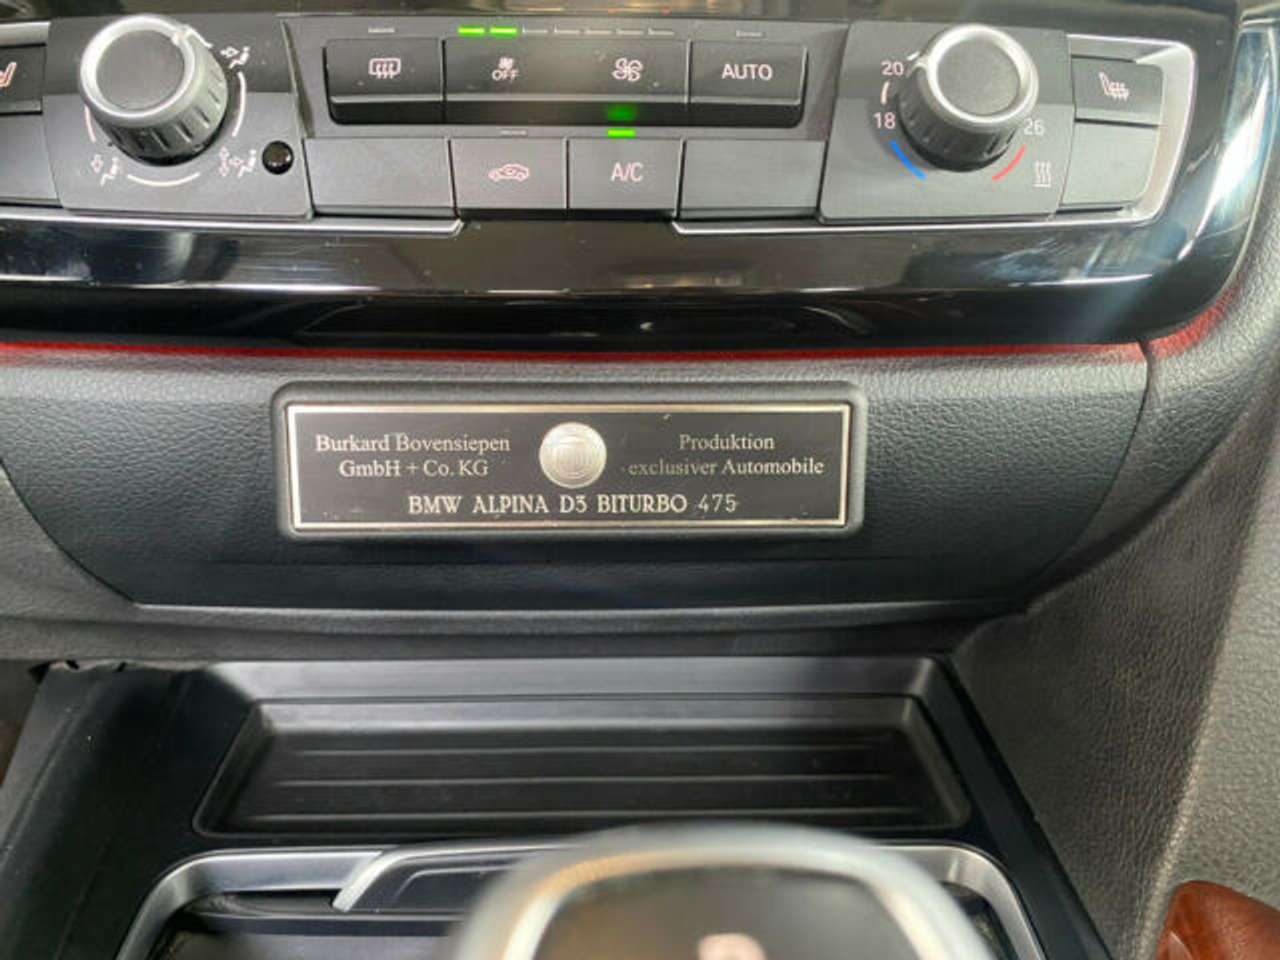 OFF
AUTO
20
18
26
A/C
Burkard Bovensiepen
GmbH + Co. KG
Produktion
exclusiver Automobile
BMW ALPINA D3 BITURBO 475